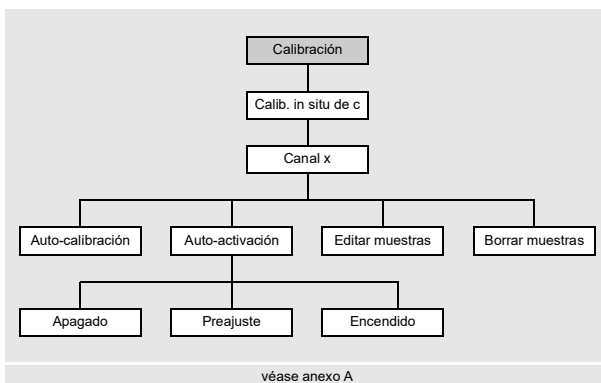 Calibración
Calib. in situ de c
Canal x
Auto-calibración
Auto-activación
Editar muestras
Borrar muestras
Apagado
Preajuste
Encendido
véase anexo A